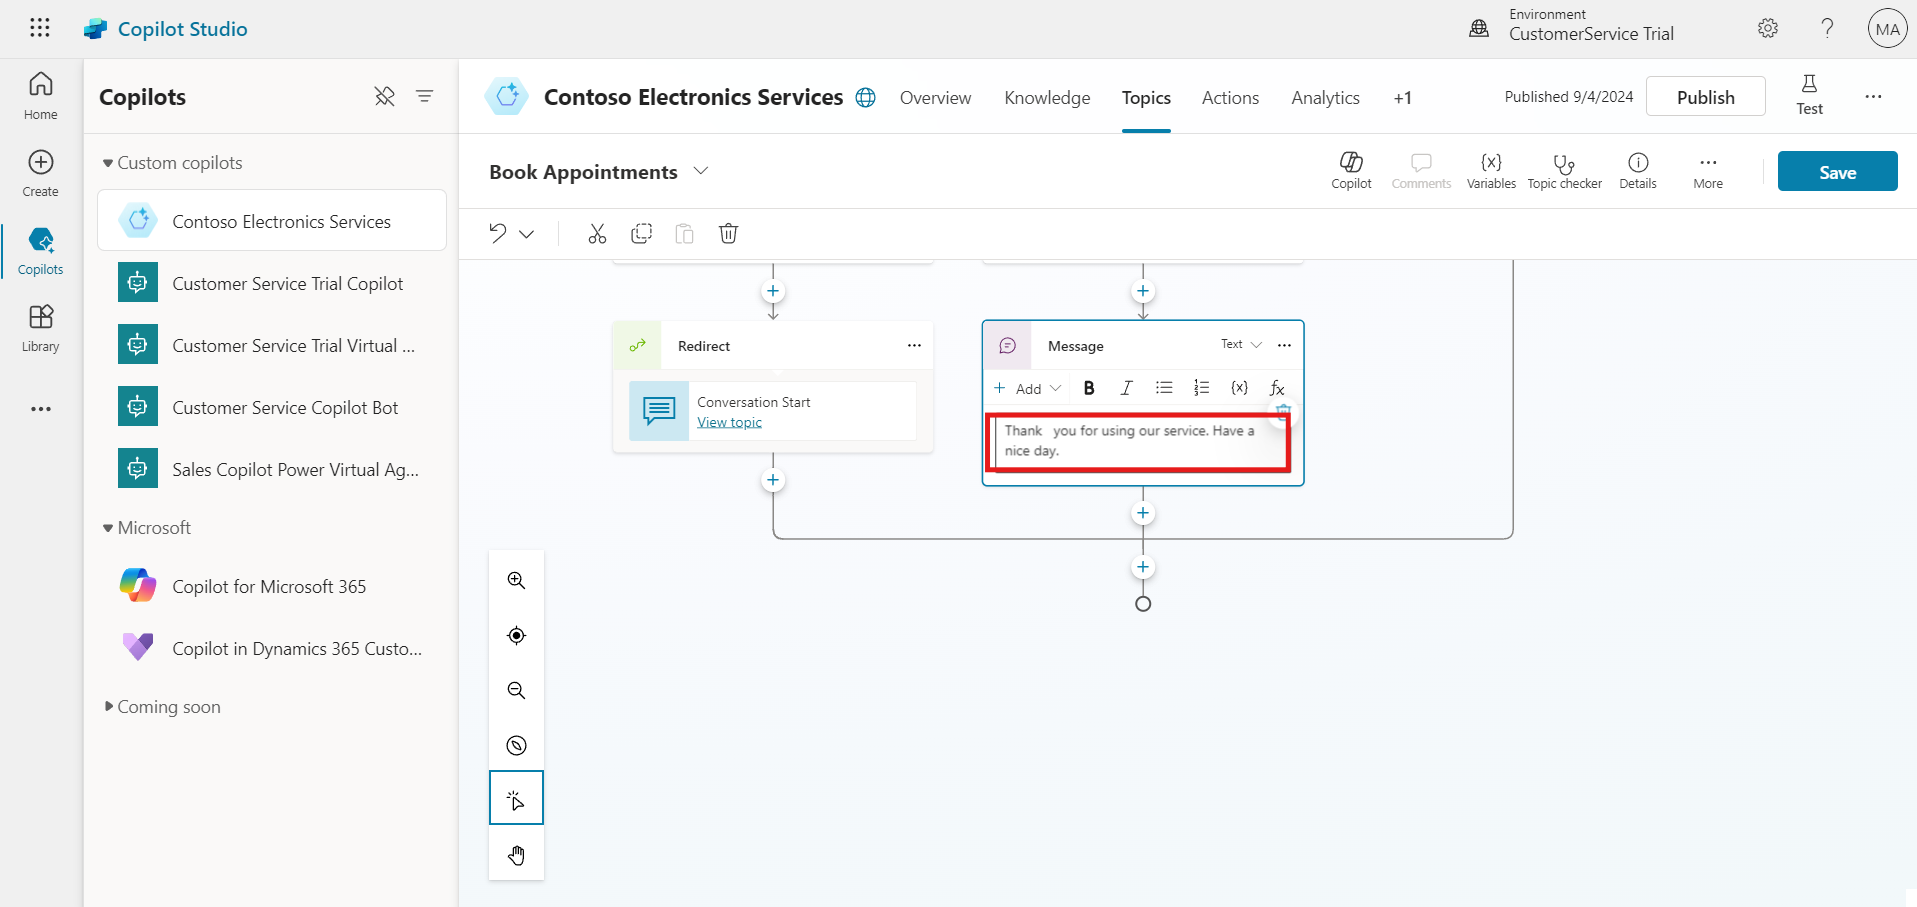 Copilot Studio
Environment
CustomerService Trial
MA
Home
Create
Copilots
Library
Copilots
Custom copilots
Contoso Electronics Services
Customer Service Trial Copilot
Customer Service Trial Virtual ...
Customer Service Copilot Bot
Sales Copilot Power Virtual Ag...
Microsoft
Copilot for Microsoft 365
Copilot in Dynamics 365 Custo...
Coming soon
Contoso Electronics Services
Overview
Knowledge
Topics
Actions
Analytics
+1
Published 9/4/2024
Publish
Test
Book Appointments
Copilot
Comments
Variables
Topic checker
Details
More
Save
Redirect
Conversation Start
View topic
Message
Text
Add
Thank you for using our service. Have a
nice day.